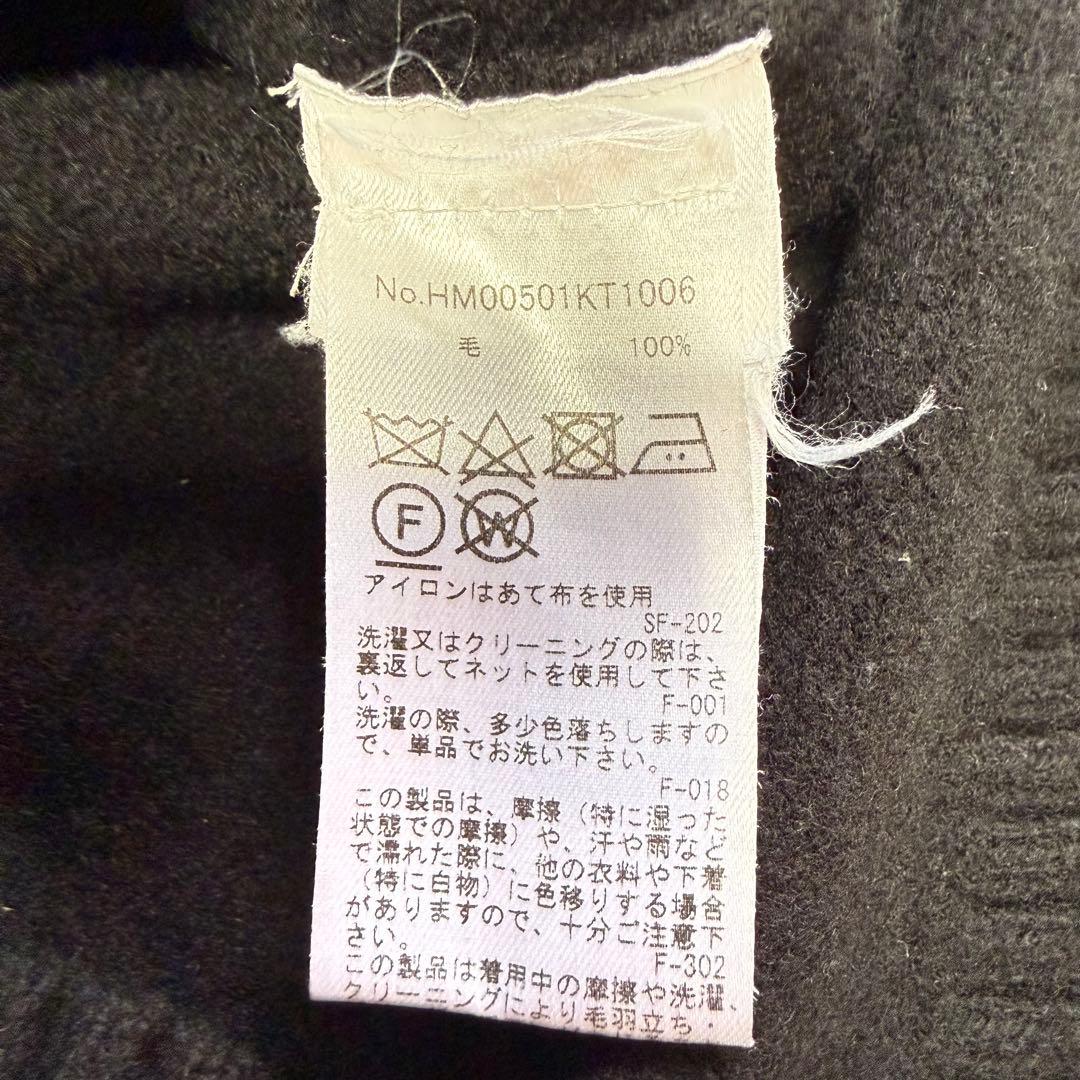 No.HM00501KT1006
毛 100%
F W
アイロンはあて布を使用
SF-202
洗濯又はクリーニングの際は、
裏返してネットを使用して下さ
い。
F-001
洗濯の際、多少色落ちしますの
で、単品でお洗い下さい。
F-018
この製品は、摩擦（特に湿った
状態での摩擦）や、汗や雨など
で濡れた際に、他の衣料や下着
（特に白物）に色移りする場合
がありますので、十分ご注意下
さい。
F-302
この製品は着用中の摩擦や洗濯、
クリーニングにより毛羽立ち・